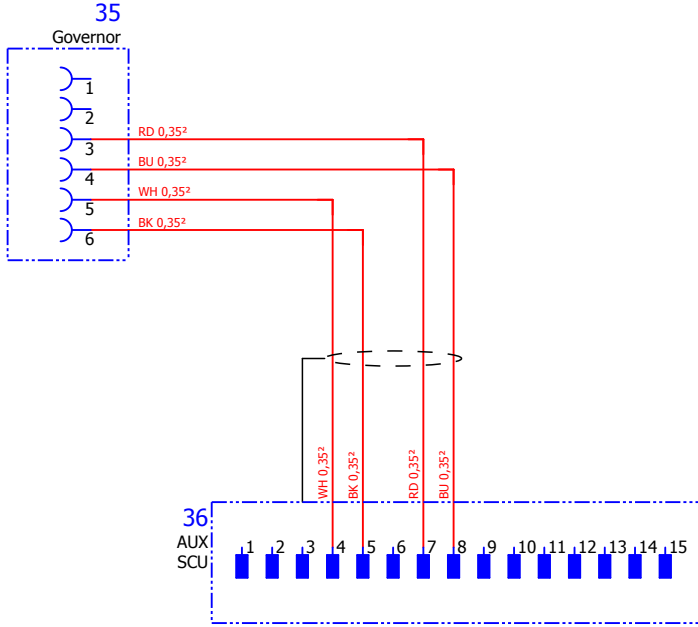 35
Governor
1
2
3
4
5
6
RD 0,35²
BU 0,35²
WH 0,35²
BK 0,35²
WH 0,35²
BK 0,35²
RD 0,35²
BU 0,35²
36
AUX
SCU
1 2 3 4 5 6 7 8 9 10 11 12 13 14 15